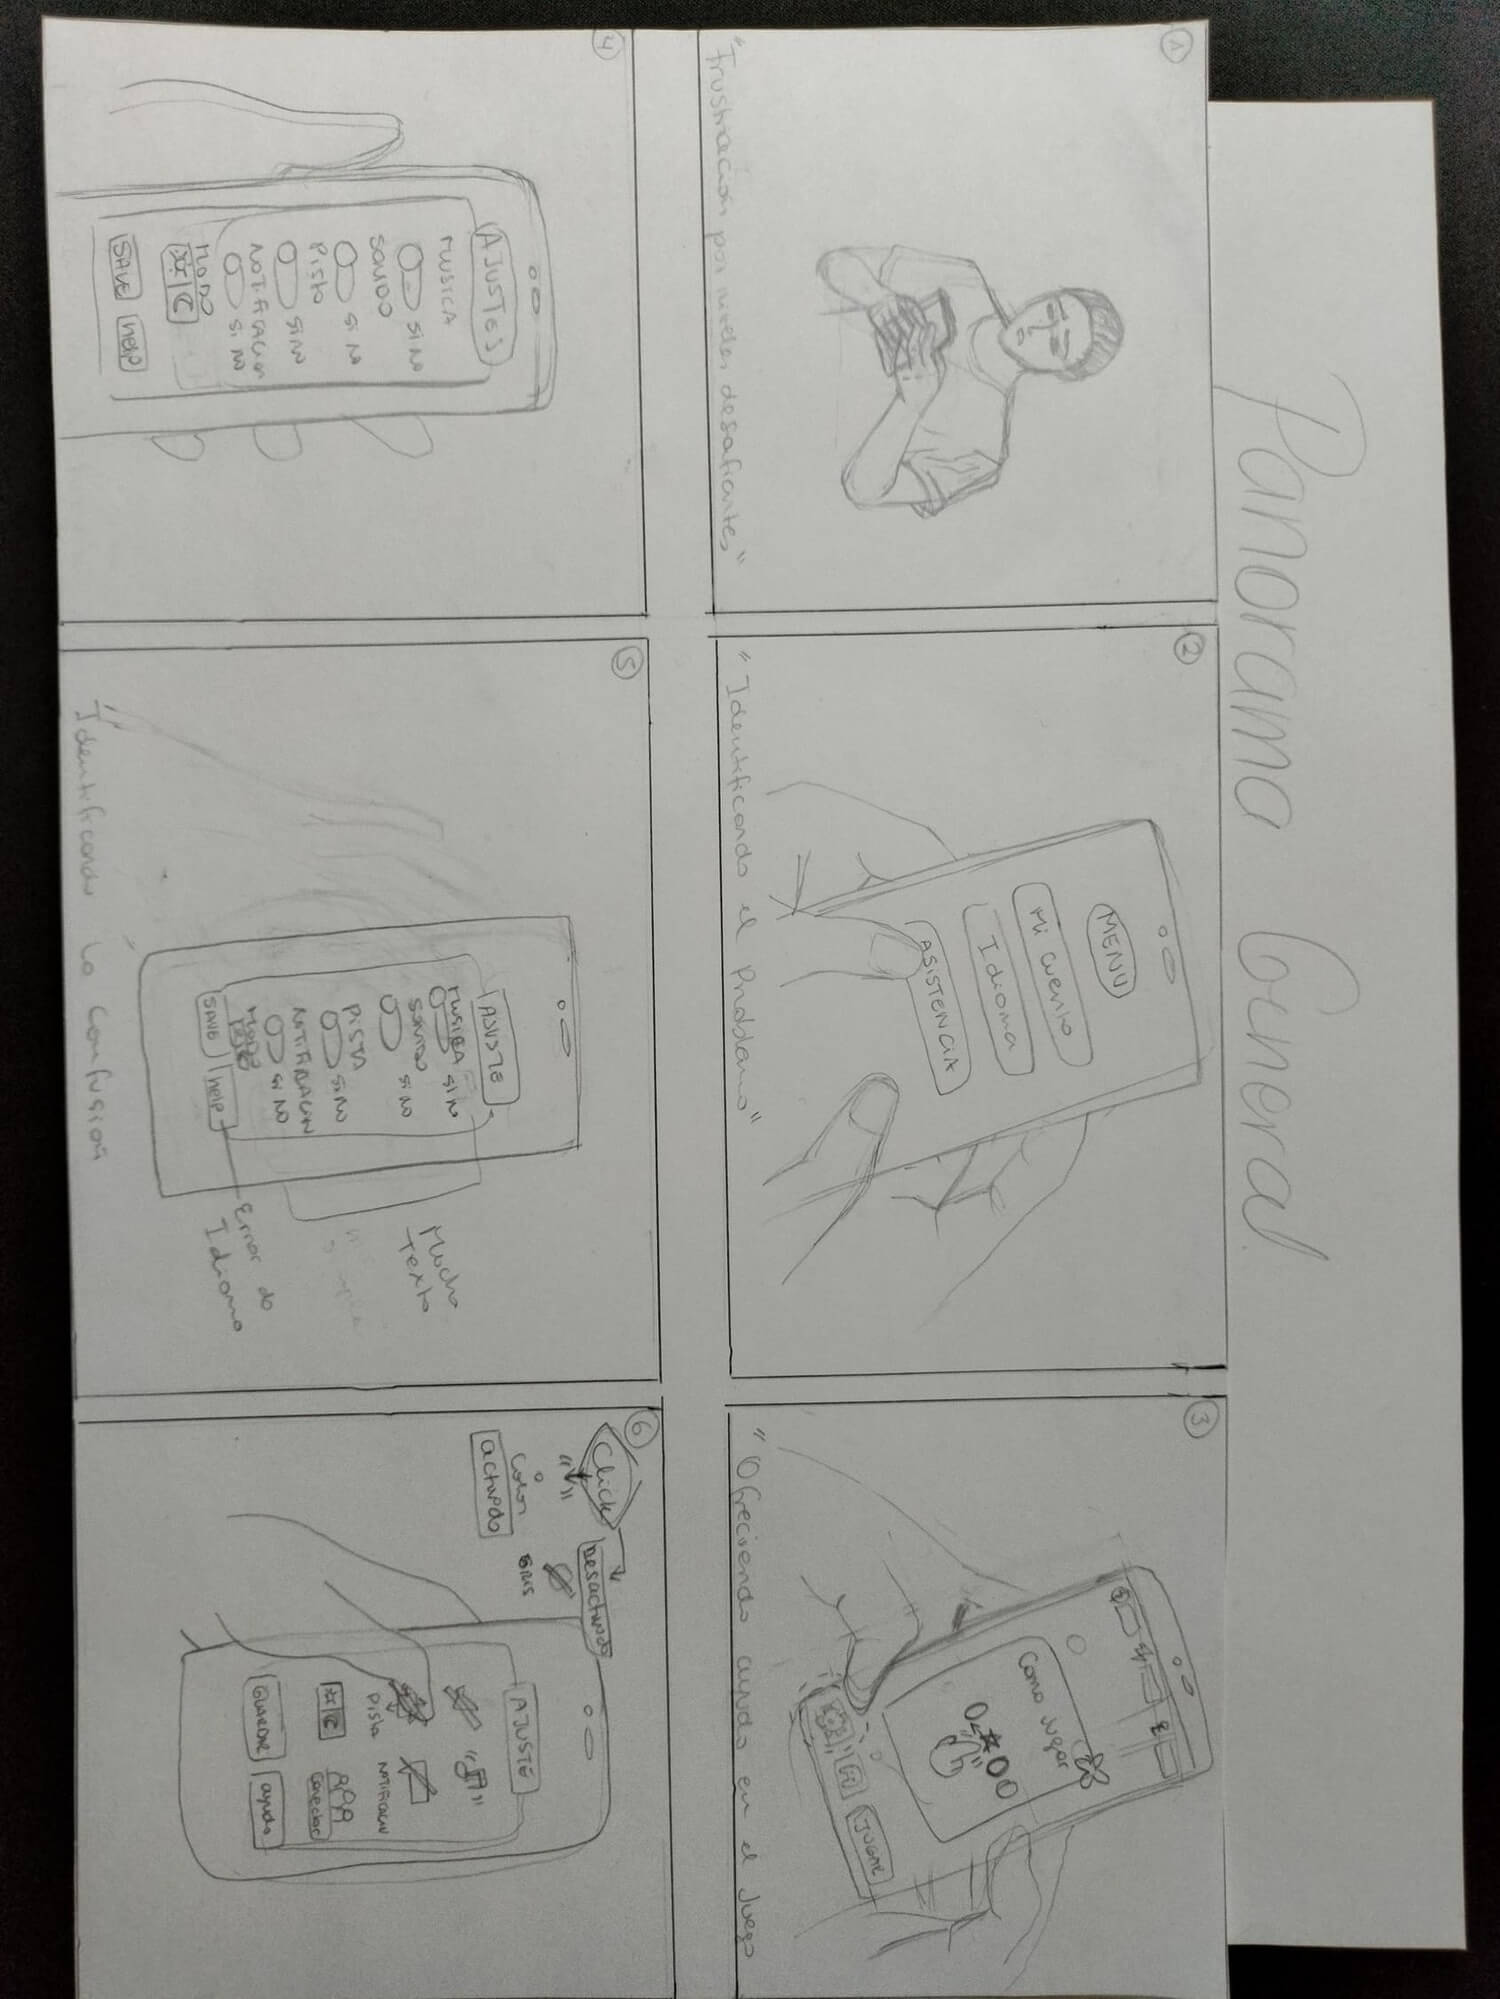 Panorama General
1
"Frustración por niveles desafiantes"
2
MENU
Mi cuenta
Idioma
ASISTENCIA
"Identificando el Problema"
3
Como Jugar
JUGAR
"Ofreciendo ayuda en el Juego
4
AJUSTES
MUSICA
SI NO
SONIDO
SI NO
PISTA
SI NO
NOTIFICACION
SI NO
MODO
SAVE
help
5
AJUSTE
MUSICA
SI NO
SONIDO
SI NO
PISTA
SI NO
NOTIFICACION
SI NO
SAVE
help
Mucho
Texto
Error de
Idioma
Identificando la Confusión
6
Click
Desactivado
Color
Gris
activado
AJUSTE
Pista
NOTIFICACION
Conectar
GUARDAR
ayuda